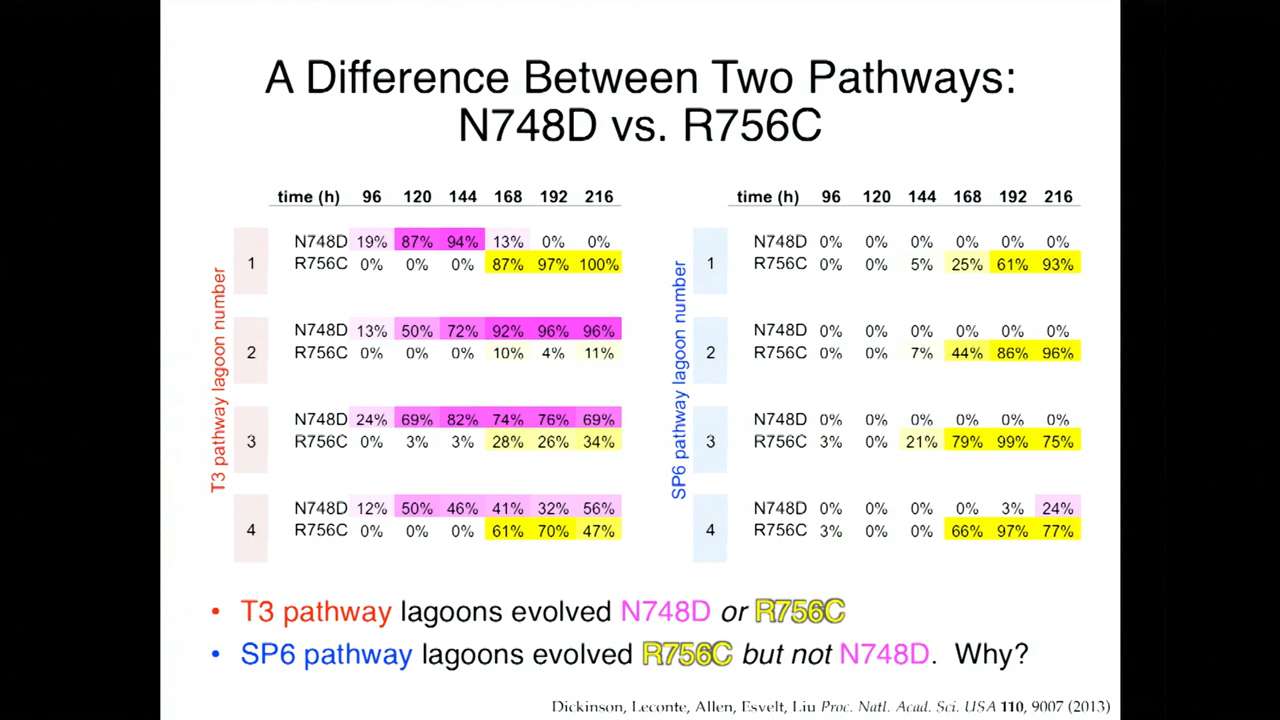 A Difference Between Two Pathways:
N748D vs. R756C
time (h) 96 120 144 168 192 216
T3 pathway lagoon number
1
N748D 19% 87% 94% 13% 0% 0%
R756C 0% 0% 0% 87% 97% 100%
2
N748D 13% 50% 72% 92% 96% 96%
R756C 0% 0% 0% 10% 4% 11%
3
N748D 24% 69% 82% 74% 76% 69%
R756C 0% 3% 3% 28% 26% 34%
4
N748D 12% 50% 46% 41% 32% 56%
R756C 0% 0% 0% 61% 70% 47%
time (h) 96 120 144 168 192 216
SP6 pathway lagoon number
1
N748D 0% 0% 0% 0% 0% 0%
R756C 0% 0% 5% 25% 61% 93%
2
N748D 0% 0% 0% 0% 0% 0%
R756C 0% 0% 7% 44% 86% 96%
3
N748D 0% 0% 0% 0% 0% 0%
R756C 3% 0% 21% 79% 99% 75%
4
N748D 0% 0% 0% 0% 3% 24%
R756C 3% 0% 0% 66% 97% 77%
• T3 pathway lagoons evolved N748D or R756C
• SP6 pathway lagoons evolved R756C but not N748D. Why?
Dickinson, Leconte, Allen, Esvelt, Liu Proc. Natl. Acad. Sci. USA 110, 9007 (2013)